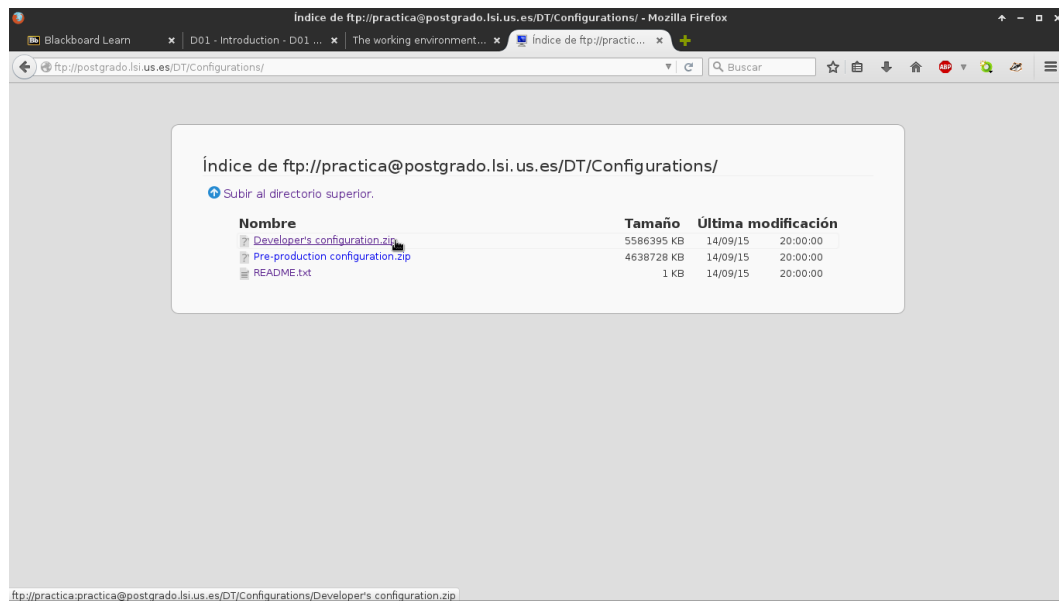 Índice de ftp://practica@postgrado.lsi.us.es/DT/Configurations/ - Mozilla Firefox
Bb Blackboard Learn D01 - Introduction - D01 ... The working environment... Índice de ftp://practic...
ftp://postgrado.lsi.us.es/DT/Configurations/ Buscar ABP
Índice de ftp://practica@postgrado.lsi.us.es/DT/Configurations/
Subir al directorio superior.
Nombre Tamaño Última modificación
Developer's configuration.zip 5586395 KB 14/09/15 20:00:00
Pre-production configuration.zip 4638728 KB 14/09/15 20:00:00
README.txt 1 KB 14/09/15 20:00:00
ftp://practica:practica@postgrado.lsi.us.es/DT/Configurations/Developer's configuration.zip